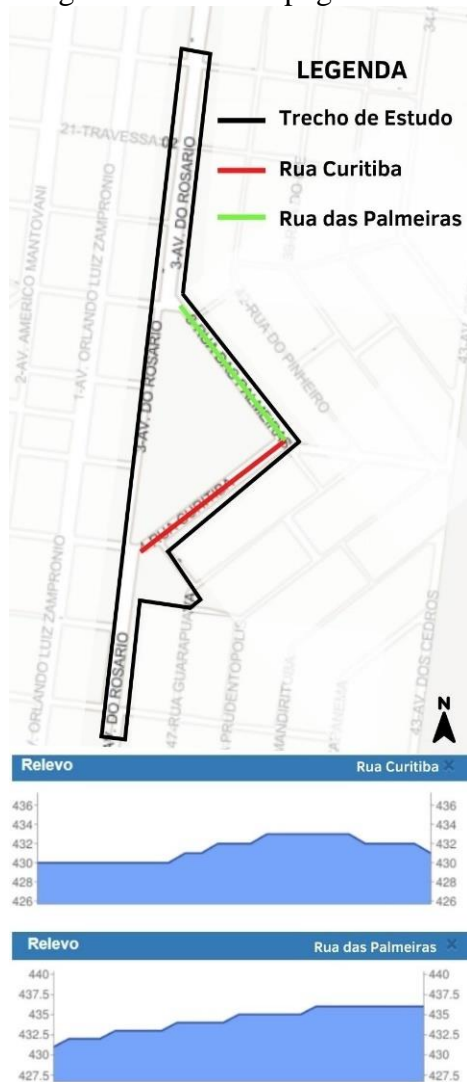 LEGENDA
Trecho de Estudo
Rua Curitiba
Rua das Palmeiras
21-TRAVESSA 02
3-AV. DO ROSARIO
2-AV. AMERICO MANTOVANI
1-AV. ORLANDO LUIZ ZAMPRONIO
3-AV. DO ROSARIO
RUA DAS PALMEIRAS
RUA DO PINHEIRO
RUA CURITIBA
ORLANDO LUIZ ZAMPRONIO
AV. DO ROSARIO
47-RUA GUARAPUAVA
PRUDENTOPOLIS
43-AV. DOS CEDROS
N
Relevo Rua Curitiba ×
436 436
434 434
432 432
430 430
428 428
426 426
Relevo Rua das Palmeiras ×
440 440
437.5 437.5
435 435
432.5 432.5
430 430
427.5 427.5